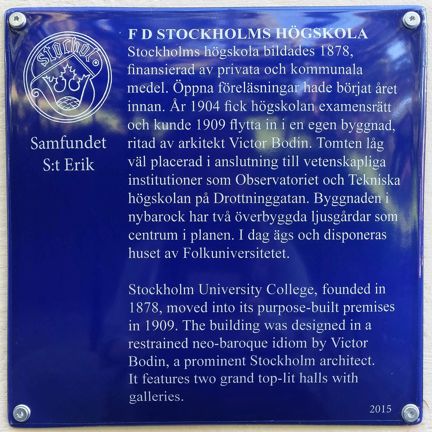 Stockholm
Samfundet
S:t Erik
F D STOCKHOLMS HÖGSKOLA
Stockholms högskola bildades 1878,
finansierad av privata och kommunala
medel. Öppna föreläsningar hade börjat året
innan. År 1904 fick högskolan examensrätt
och kunde 1909 flytta in i en egen byggnad,
ritad av arkitekt Victor Bodin. Tomten låg
väl placerad i anslutning till vetenskapliga
institutioner som Observatoriet och Tekniska
högskolan på Drottninggatan. Byggnaden i
nybarock har två överbyggda ljusgårdar som
centrum i planen. I dag ägs och disponeras
huset av Folkuniversitetet.
Stockholm University College, founded in
1878, moved into its purpose-built premises
in 1909. The building was designed in a
restrained neo-baroque idiom by Victor
Bodin, a prominent Stockholm architect.
It features two grand top-lit halls with
galleries.
2015